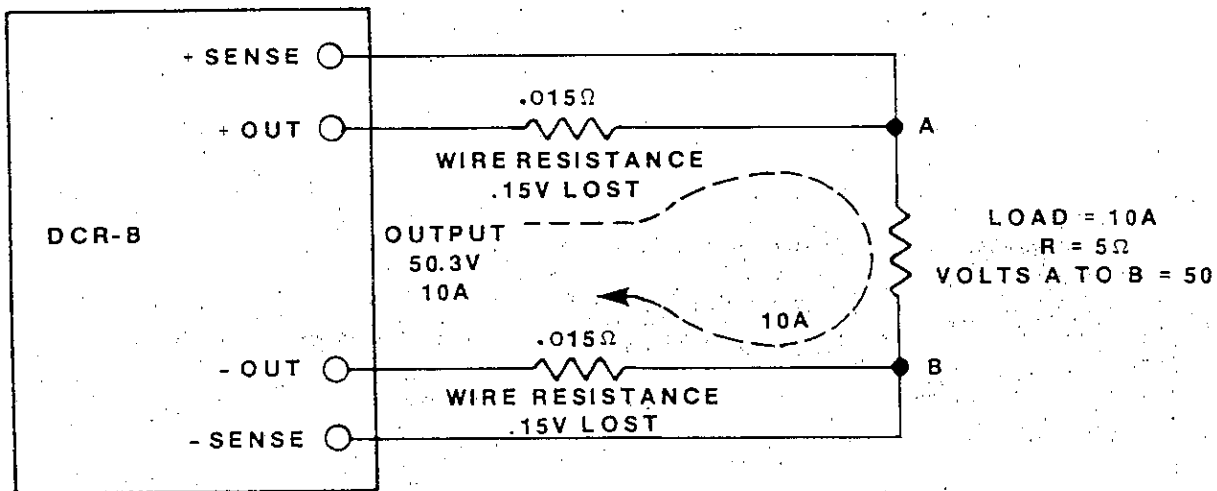 + SENSE
.015Ω
+ OUT
A
WIRE RESISTANCE
.15V LOST
DCR-B
OUTPUT
50.3V
10A
LOAD = 10A
R = 5Ω
VOLTS A TO B = 50
10A
.015Ω
- OUT
B
WIRE RESISTANCE
.15V LOST
- SENSE